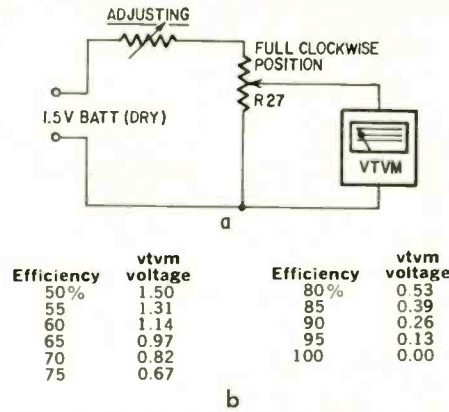 ADJUSTING
FULL CLOCKWISE
POSITION
R27
1.5V BATT (DRY)
VTVM
a
Efficiency vtvm voltage
50% 1.50
55 1.31
60 1.14
65 0.97
70 0.82
75 0.67
Efficiency vtvm voltage
80% 0.53
85 0.39
90 0.26
95 0.13
100 0.00
b